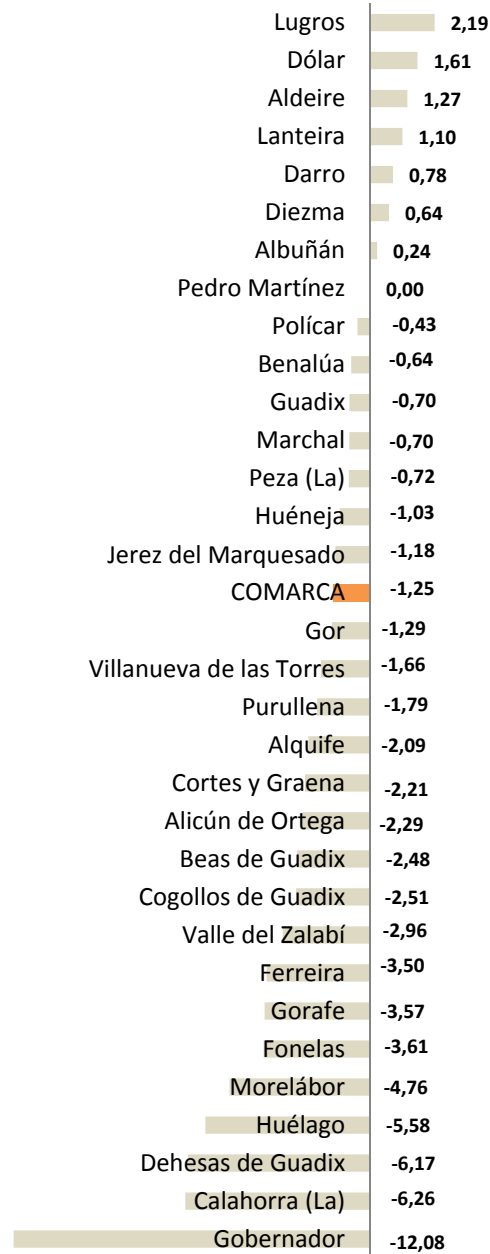 Lugros 2,19
Dólar 1,61
Aldeire 1,27
Lanteira 1,10
Darro 0,78
Diezma 0,64
Albuñán 0,24
Pedro Martínez 0,00
Polícar -0,43
Benalúa -0,64
Guadix -0,70
Marchal -0,70
Peza (La) -0,72
Huéneja -1,03
Jerez del Marquesado -1,18
COMARCA -1,25
Gor -1,29
Villanueva de las Torres -1,66
Purullena -1,79
Alquife -2,09
Cortes y Graena -2,21
Alicún de Ortega -2,29
Beas de Guadix -2,48
Cogollos de Guadix -2,51
Valle del Zalabí -2,96
Ferreira -3,50
Gorafe -3,57
Fonelas -3,61
Morelábor -4,76
Huélago -5,58
Dehesas de Guadix -6,17
Calahorra (La) -6,26
Gobernador -12,08